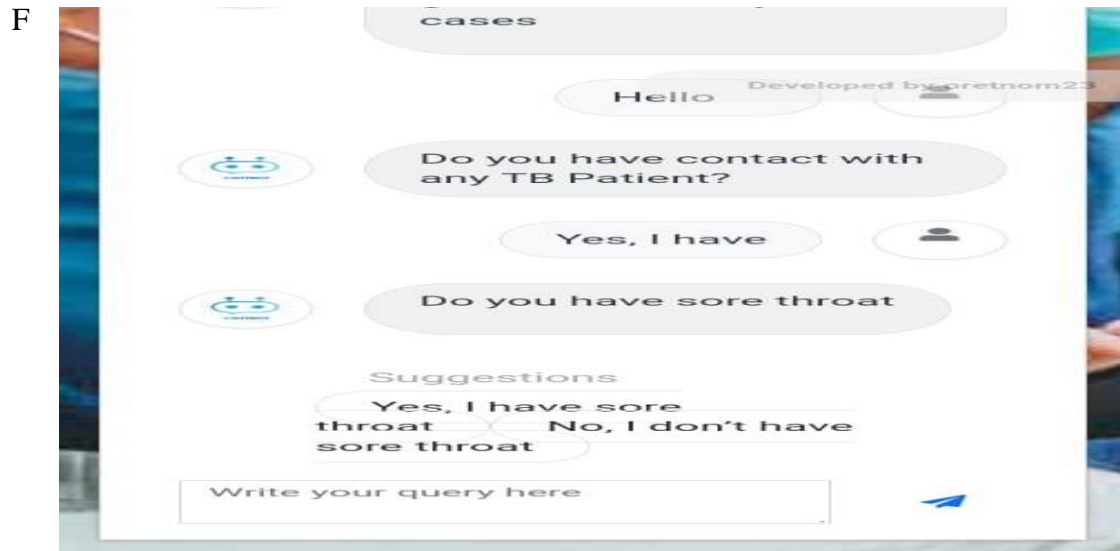 F
cases
Hello
Developed by oretnom23
Do you have contact with
any TB Patient?
Yes, I have
Do you have sore throat
Suggestions
Yes, I have sore
throat No, I don't have
sore throat
Write your query here